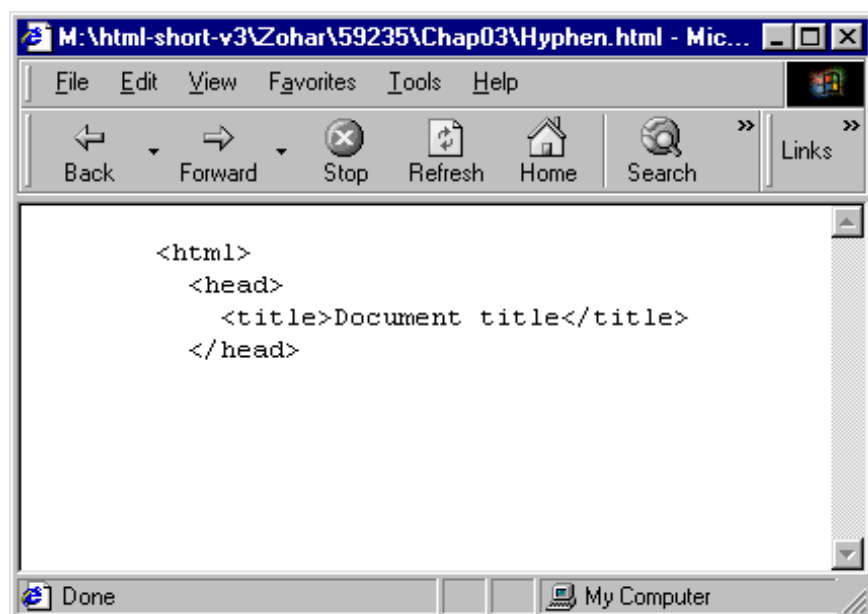 M:\html-short-v3\Zohar\59235\Chap03\Hyphen.html - Mic...
File Edit View Favorites Tools Help
Back Forward Stop Refresh Home Search » Links »
<html>
  <head>
    <title>Document title</title>
  </head>
Done My Computer